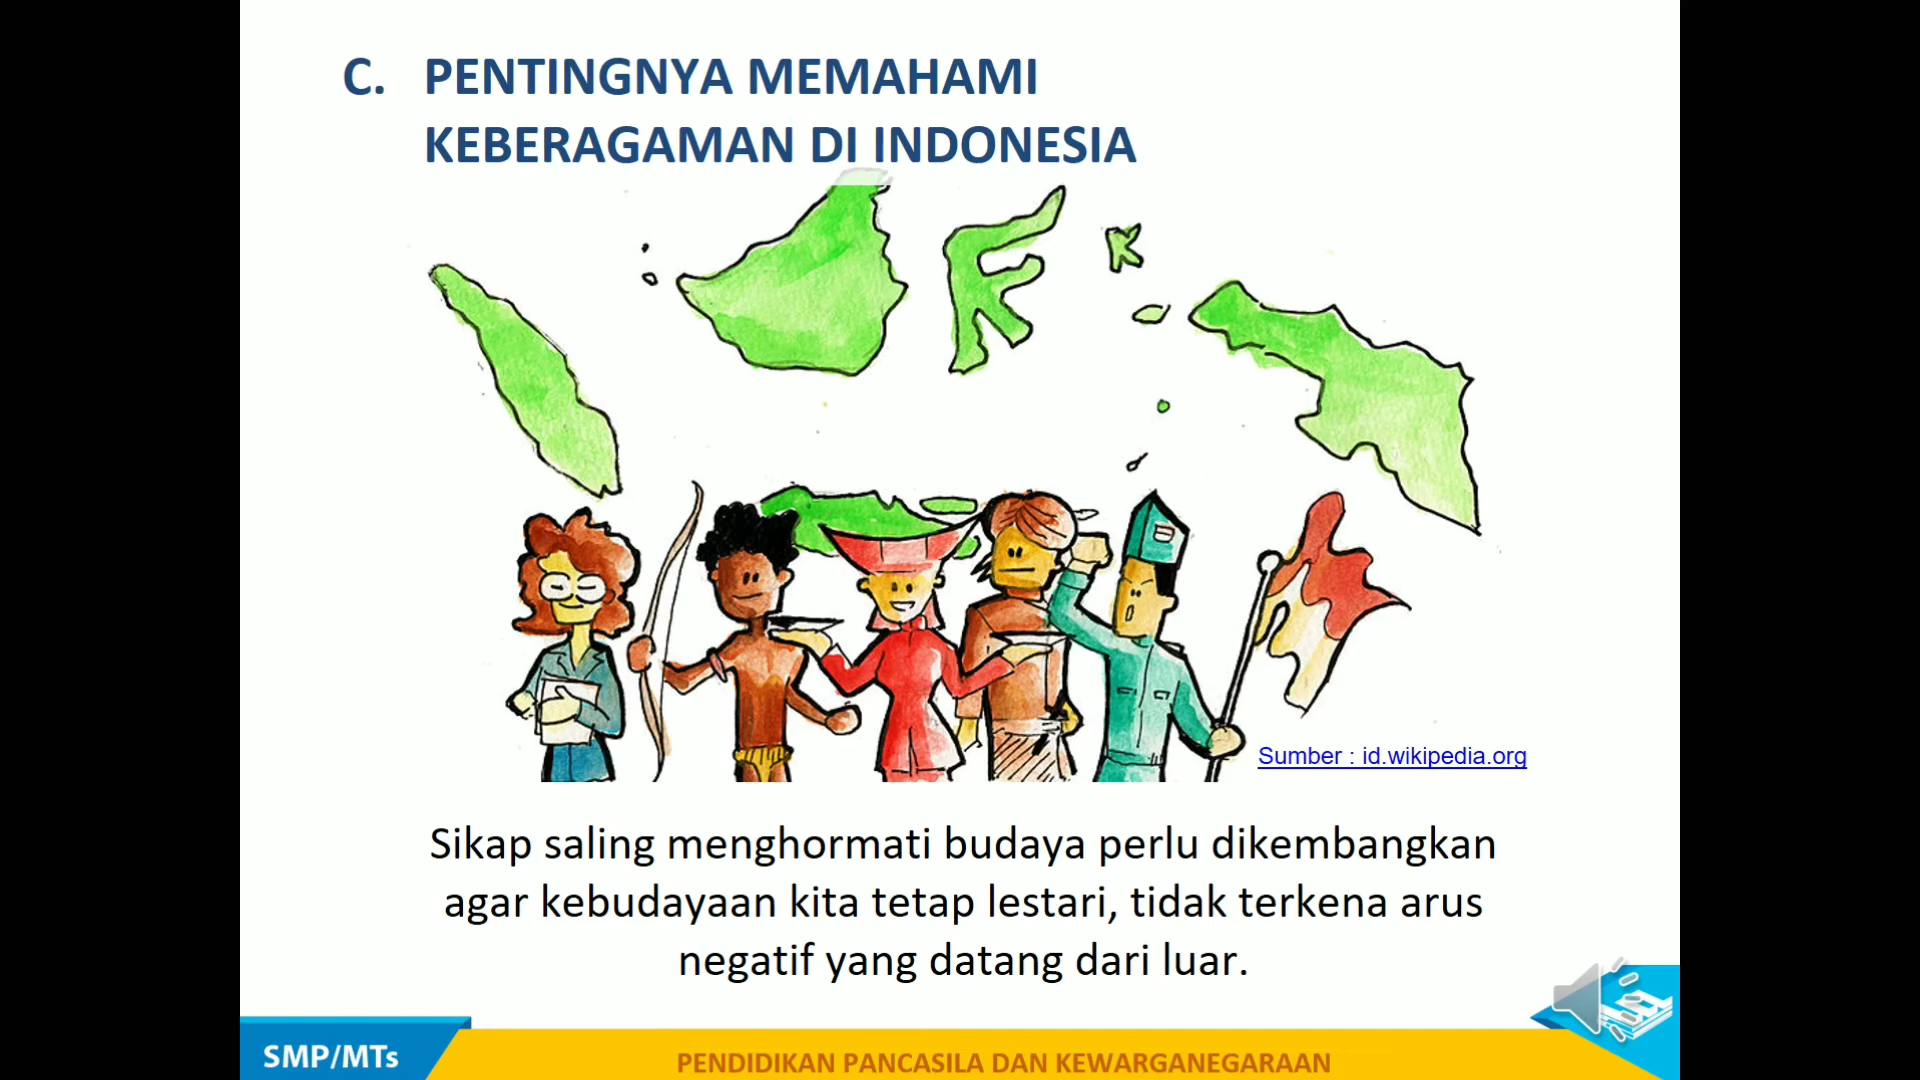 C. PENTINGNYA MEMAHAMI
KEBERAGAMAN DI INDONESIA
Sumber : id.wikipedia.org
Sikap saling menghormati budaya perlu dikembangkan
agar kebudayaan kita tetap lestari, tidak terkena arus
negatif yang datang dari luar.
SMP/MTs
PENDIDIKAN PANCASILA DAN KEWARGANEGARAAN